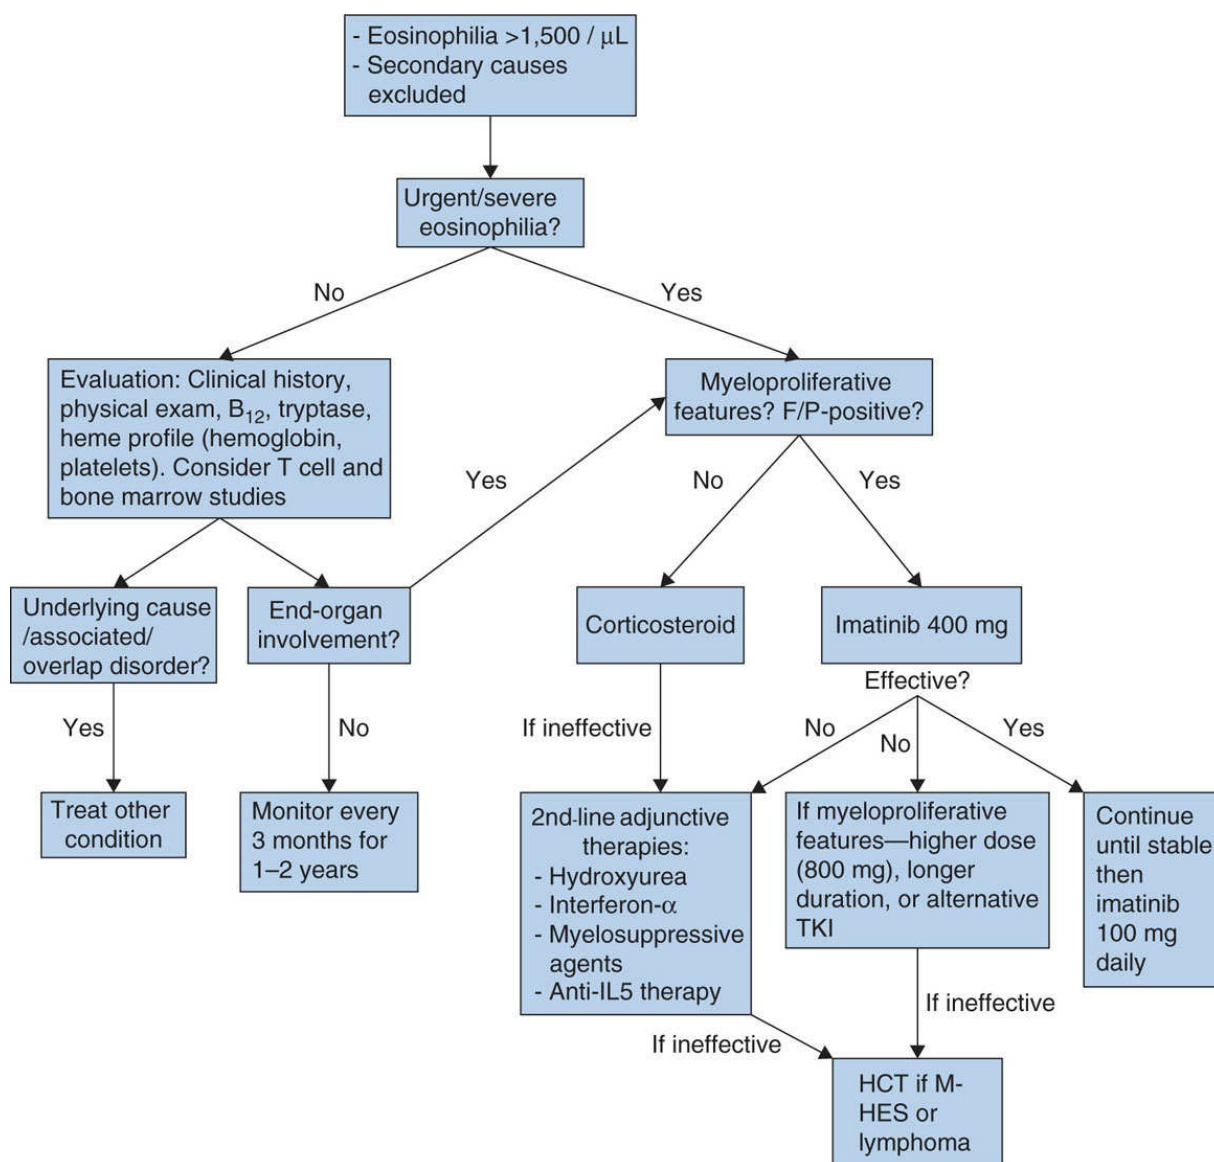 - Eosinophilia >1,500 / μL
- Secondary causes
excluded
Urgent/severe
eosinophilia?
No
Yes
Evaluation: Clinical history,
physical exam, B12, tryptase,
heme profile (hemoglobin,
platelets). Consider T cell and
bone marrow studies
Myeloproliferative
features? F/P-positive?
Yes
No
Yes
Underlying cause
/associated/
overlap disorder?
End-organ
involvement?
Corticosteroid
Imatinib 400 mg
Effective?
Yes
No
If ineffective
No
No
Yes
Treat other
condition
Monitor every
3 months for
1–2 years
2nd-line adjunctive
therapies:
- Hydroxyurea
- Interferon-α
- Myelosuppressive
agents
- Anti-IL5 therapy
If myeloproliferative
features—higher dose
(800 mg), longer
duration, or alternative
TKI
Continue
until stable
then
imatinib
100 mg
daily
If ineffective
If ineffective
HCT if M-
HES or
lymphoma